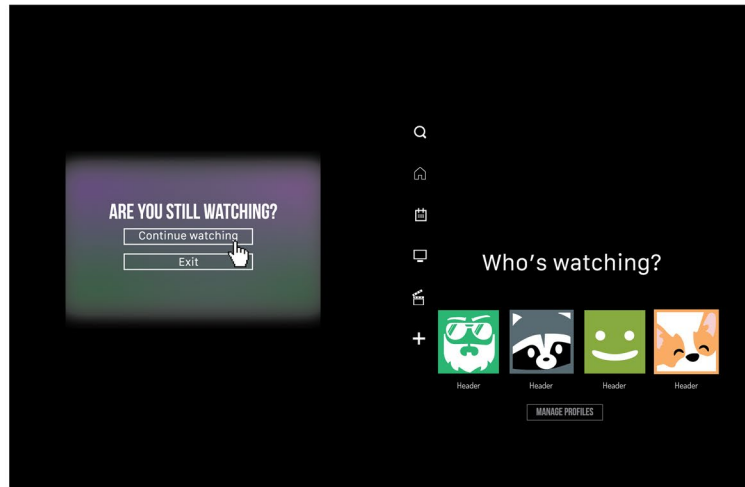 ARE YOU STILL WATCHING?
Continue watching
Exit
Who's watching?
Header
Header
Header
Header
MANAGE PROFILES